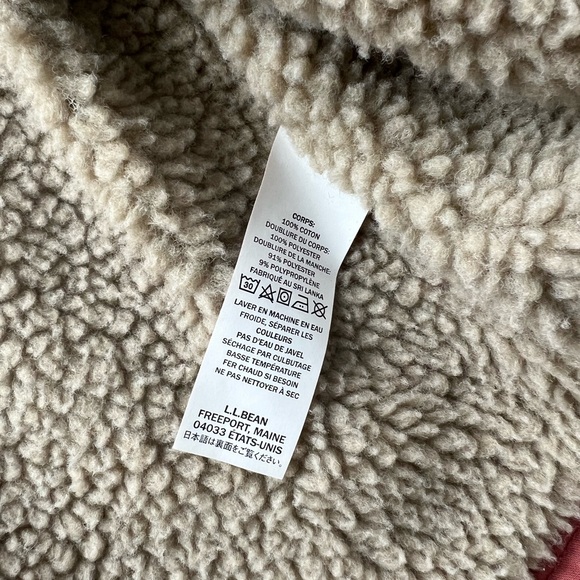 CORPS:
100% COTON
DOUBLURE DU CORPS:
100% POLYESTER
DOUBLURE DE LA MANCHE:
91% POLYESTER
9% POLYPROPYLÈNE
FABRIQUÉ AU SRI LANKA
30
LAVER EN MACHINE EN EAU
FROIDE, SÉPARER LES
COULEURS
PAS D'EAU DE JAVEL
SÉCHAGE PAR CULBUTAGE
BASSE TEMPÉRATURE
FER CHAUD SI BESOIN
NE PAS NETTOYER À SEC
L.L.BEAN
FREEPORT, MAINE
04033 ÉTATS-UNIS
日本語は裏面をご覧ください。